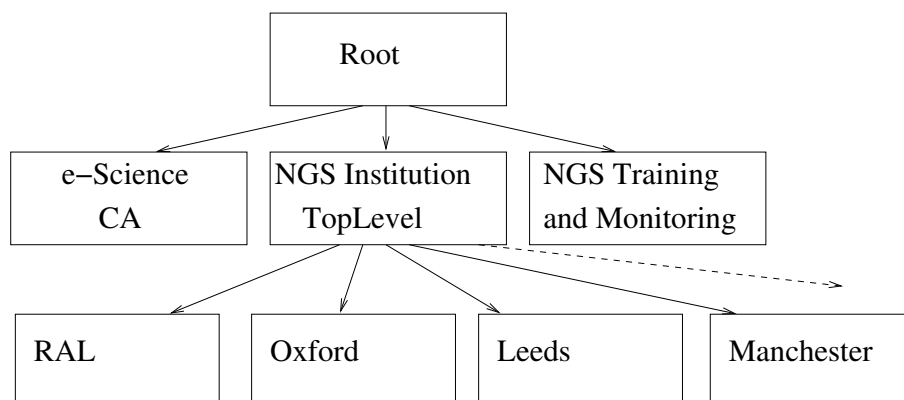 Root
e−Science
CA
NGS Institution
TopLevel
NGS Training
and Monitoring
RAL
Oxford
Leeds
Manchester